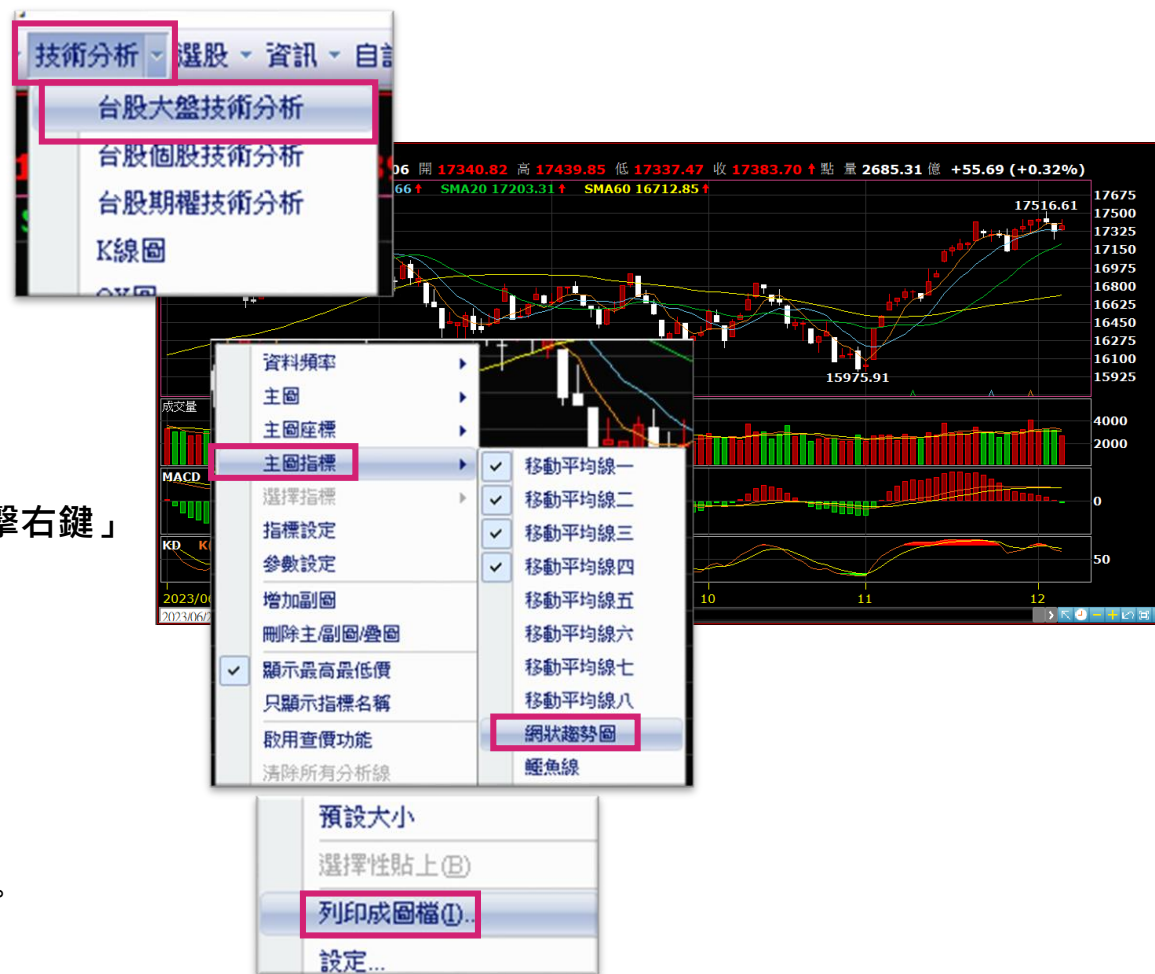 技術分析 選股 資訊 自
台股大盤技術分析
台股個股技術分析
台股期權技術分析
K線圖
06 開 17340.82 高 17439.85 低 17337.47 收 17383.70↑點 量 2685.31 億 +55.69 (+0.32%)
66↑ SMA20 17203.31↑ SMA60 16712.85↑
17516.61
17675
17500
17325
17150
16975
16800
16625
16450
16275
16100
15925
15975.91
成交量
4000
2000
MACD
0
KD
50
10
11
12
擊右鍵」
。
資料頻率
主圖
主圖座標
主圖指標
選擇指標
指標設定
參數設定
增加副圖
刪除主/副圖/疊圖
顯示最高最低價
只顯示指標名稱
啟用查價功能
清除所有分析線
移動平均線一
移動平均線二
移動平均線三
移動平均線四
移動平均線五
移動平均線六
移動平均線七
移動平均線八
網狀趨勢圖
鱷魚線
預設大小
選擇性貼上(B)
列印成圖檔(I)..
設定...